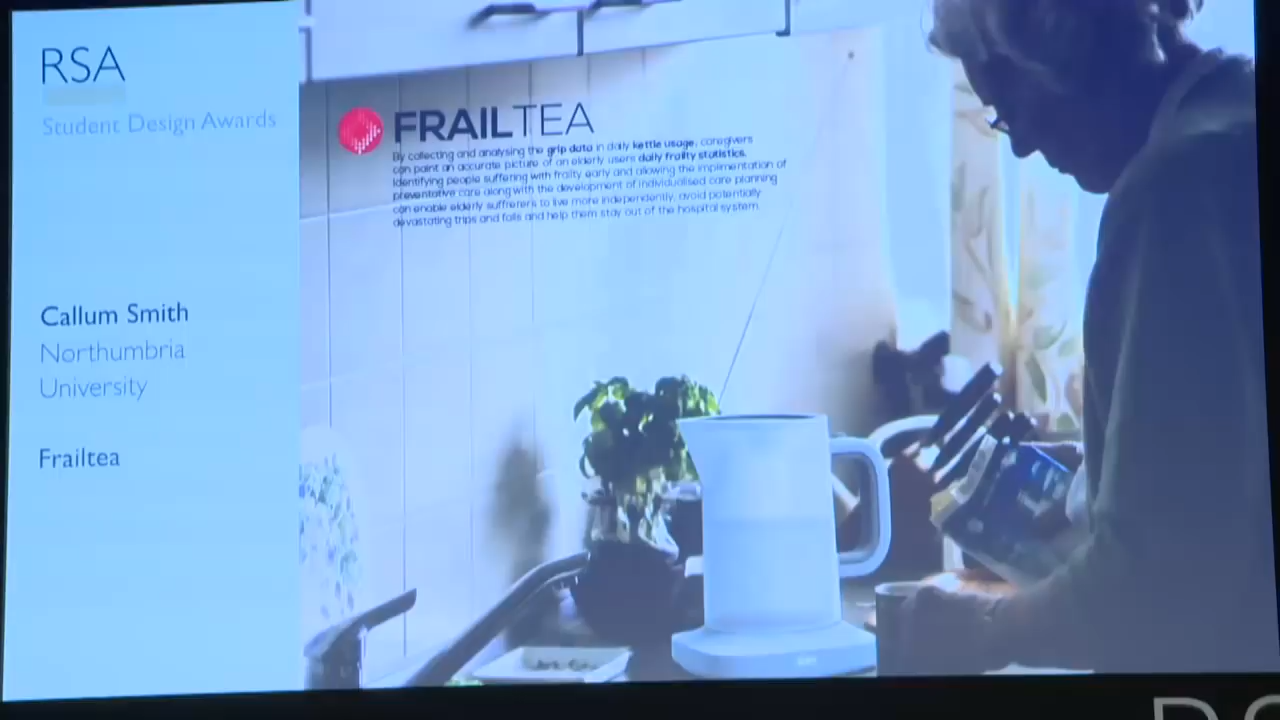 RSA
Student Design Awards
Callum Smith
Northumbria
University
Frailtea
FRAILTEA
By collecting and analysing the grip data in daily kettle usage, caregivers
can paint an accurate picture of an elderly users daily frailty statistics.
Identifying people suffering with frailty early and allowing the implimentation of
preventative care along with the development of individualised care planning
can enable elderly suffrerers to live more independently, avoid potentially
devastating trips and falls and help them stay out of the hospital system